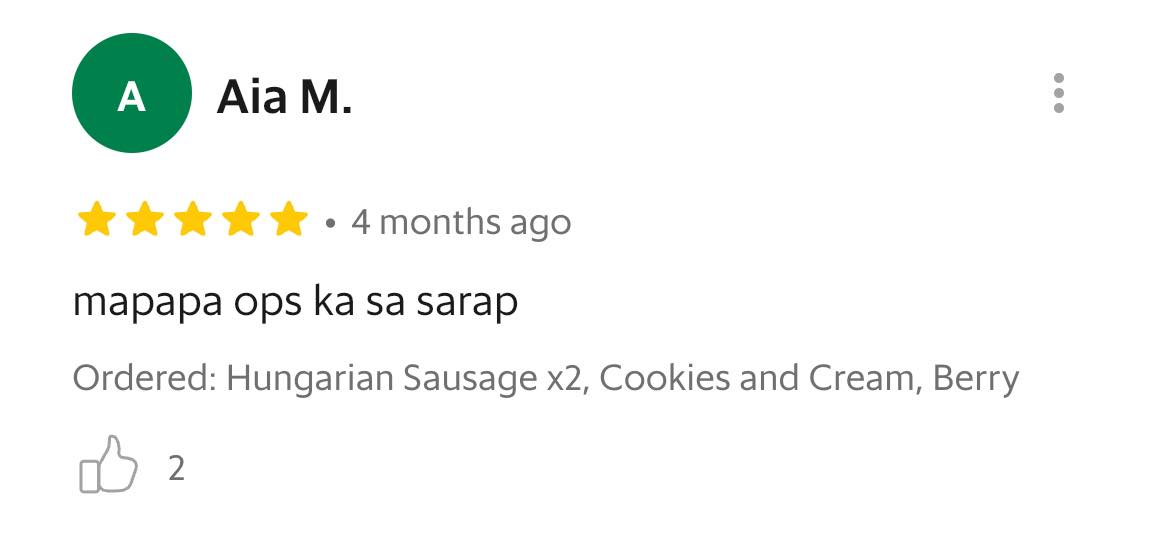 A
Aia M.
• 4 months ago
mapapa ops ka sa sarap
Ordered: Hungarian Sausage x2, Cookies and Cream, Berry
2